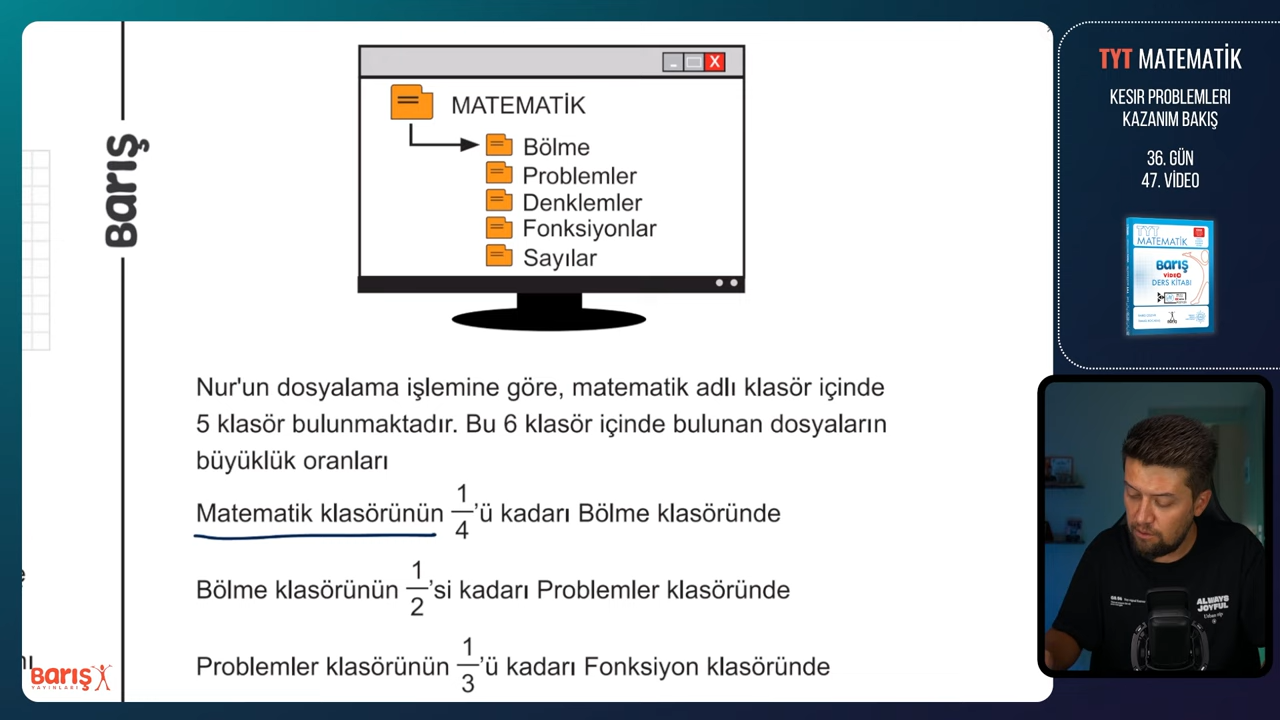 Barış
X
MATEMATİK
Bölme
Problemler
Denklemler
Fonksiyonlar
Sayılar
Nur'un dosyalama işlemine göre, matematik adlı klasör içinde
5 klasör bulunmaktadır. Bu 6 klasör içinde bulunan dosyaların
büyüklük oranları
Matematik klasörünün 1/4'ü kadarı Bölme klasöründe
Bölme klasörünün 1/2'si kadarı Problemler klasöründe
Problemler klasörünün 1/3'ü kadarı Fonksiyon klasöründe
Barış
YAYINLARI
TYT MATEMATİK
KESIR PROBLEMLERI
KAZANIM BAKIŞ
36. GÜN
47. VİDEO
TYT
MATEMATİK
Barış
VİDEO
DERS KİTABI
ALWAYS
JOYFUL